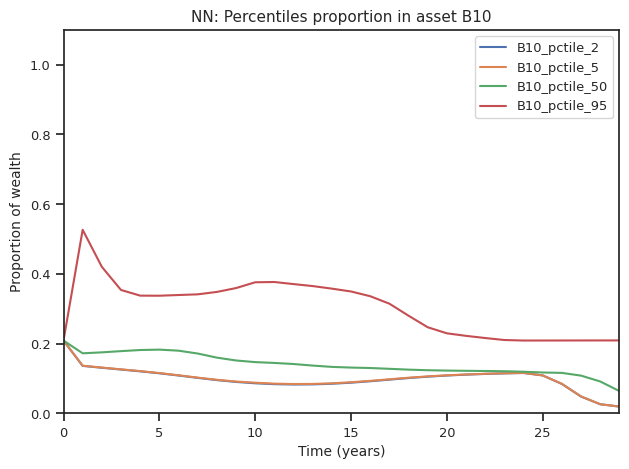 NN: Percentiles proportion in asset B10
B10_pctile_2
B10_pctile_5
B10_pctile_50
B10_pctile_95
Proportion of wealth
1.0
0.8
0.6
0.4
0.2
0.0
0 5 10 15 20 25
Time (years)